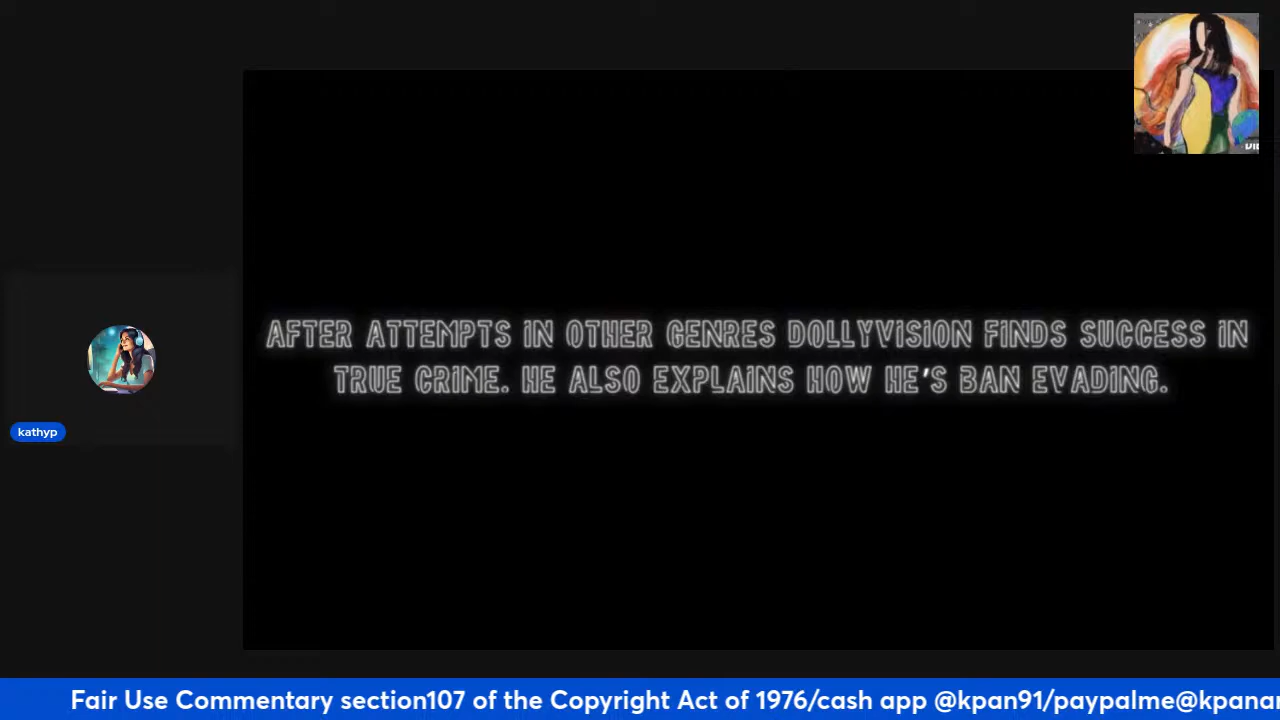 AFTER ATTEMPTS IN OTHER GENRES DOLLYVISION FINDS SUCCESS IN
TRUE CRIME. HE ALSO EXPLAINS HOW HE'S BAN EVADING.
kathyp
Fair Use Commentary section107 of the Copyright Act of 1976/cash app @kpan91/paypalme@kpana